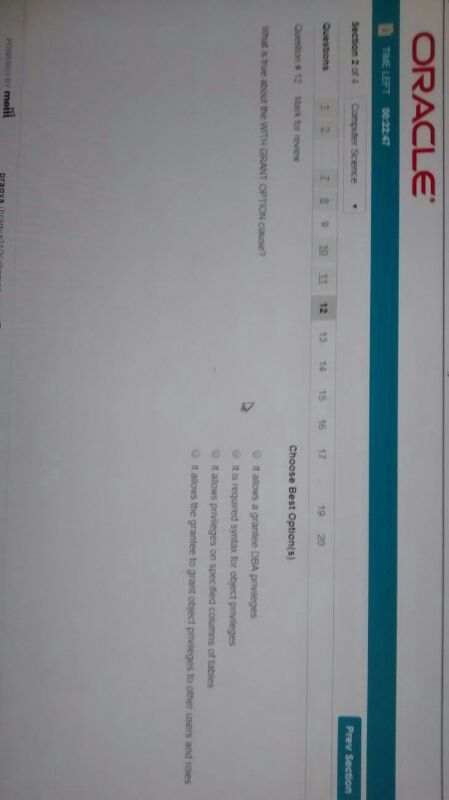 ORACLE
TIME LEFT 00:22:47
Section 2 of 4 Computer Science
Prev Section
Questions 1 2 7 8 9 10 11 12 13 14 15 16 17 19 20
Question # 12 Mark for review
What is true about the WITH GRANT OPTION clause?
Choose Best Option(s)
It allows a grantee DBA privileges
It is required syntax for object privileges
It allows privileges on specified columns of tables
It allows the grantee to grant object privileges to other users and roles
POWERED BY mettl
pragya